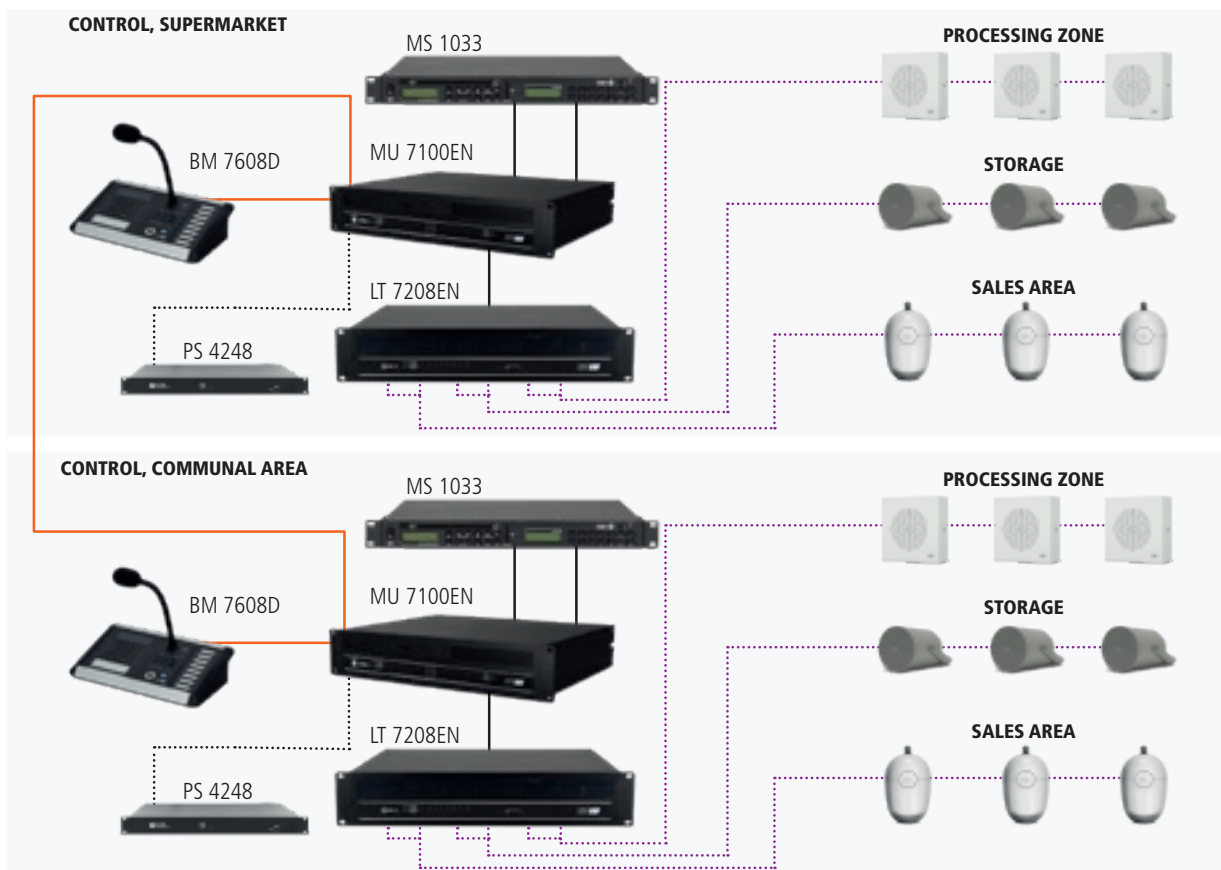 CONTROL, SUPERMARKET
MS 1033
PROCESSING ZONE
BM 7608D
MU 7100EN
STORAGE
LT 7208EN
SALES AREA
PS 4248
CONTROL, COMMUNAL AREA
MS 1033
PROCESSING ZONE
BM 7608D
MU 7100EN
STORAGE
LT 7208EN
SALES AREA
PS 4248